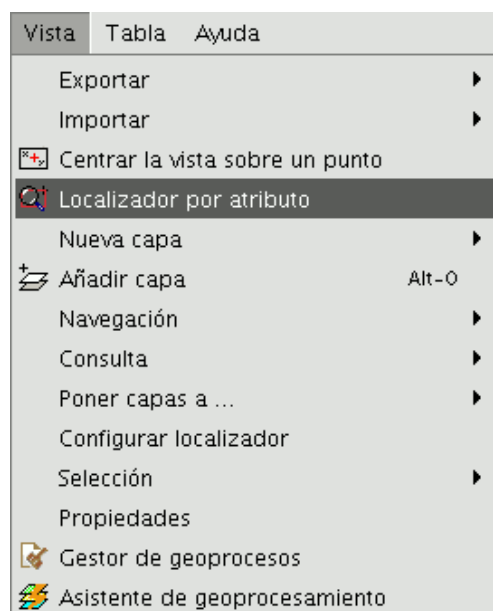 Vista Tabla Ayuda
Exportar
Importar
Centrar la vista sobre un punto
Localizador por atributo
Nueva capa
Añadir capa Alt-O
Navegación
Consulta
Poner capas a ...
Configurar localizador
Selección
Propiedades
Gestor de geoprocesos
Asistente de geoprocesamiento